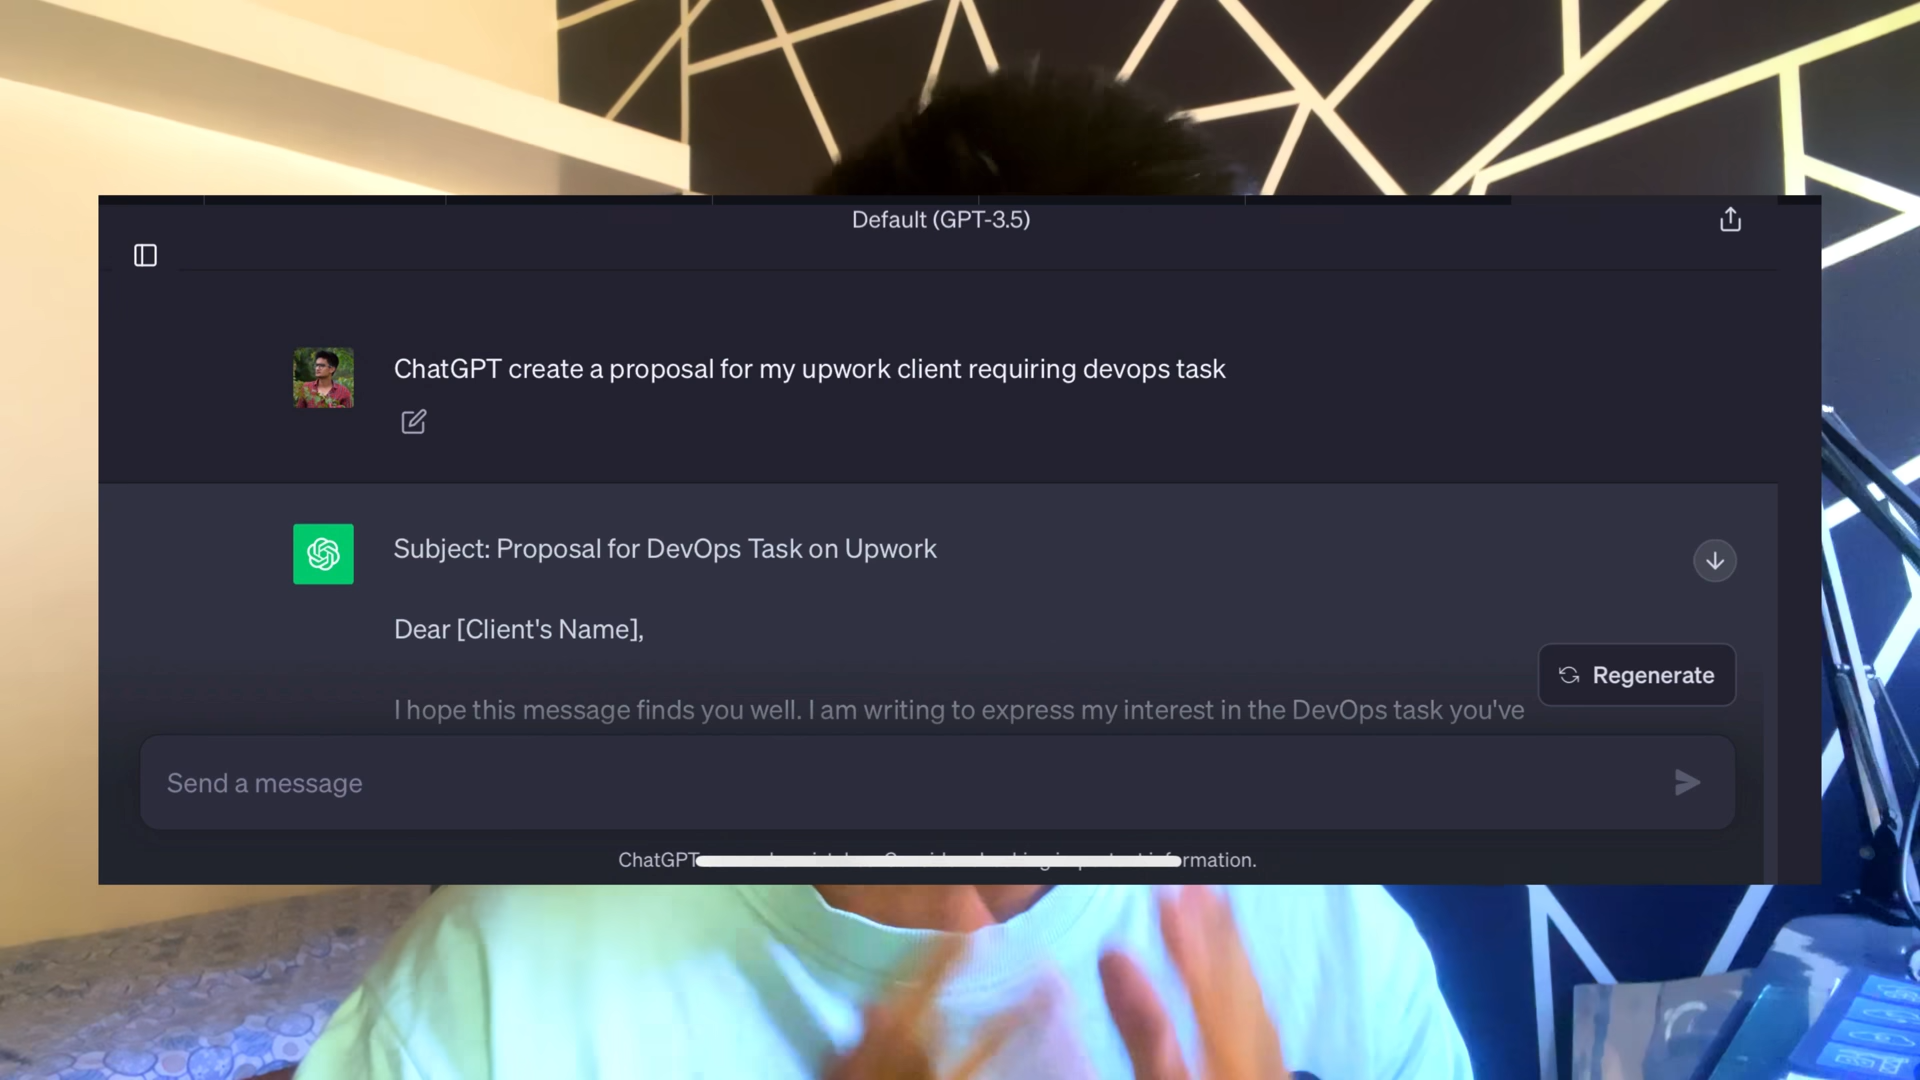 Default (GPT-3.5)
ChatGPT create a proposal for my upwork client requiring devops task
Subject: Proposal for DevOps Task on Upwork
Dear [Client's Name],
I hope this message finds you well. I am writing to express my interest in the DevOps task you've
Regenerate
Send a message
ChatGPT